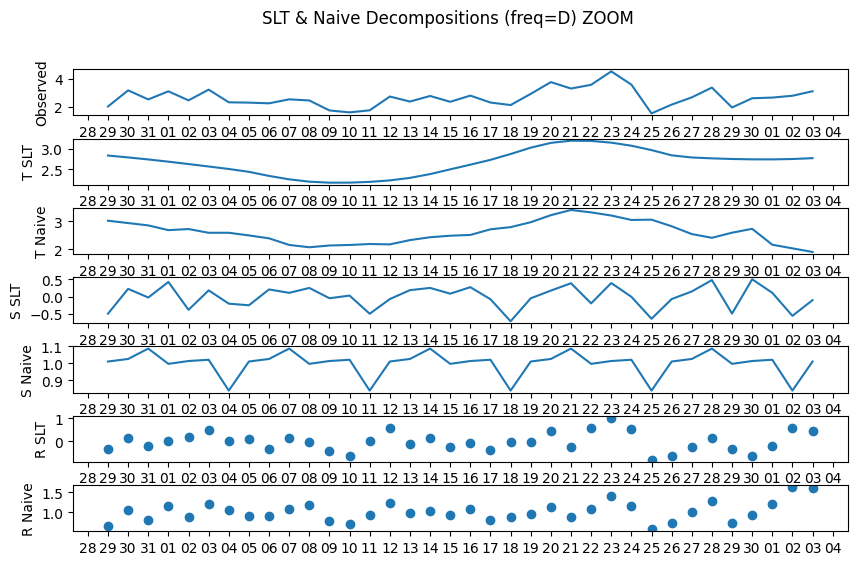 SLT & Naive Decompositions (freq=D) ZOOM
Observed
4
2
28 29 30 31 01 02 03 04 05 06 07 08 09 10 11 12 13 14 15 16 17 18 19 20 21 22 23 24 25 26 27 28 29 30 01 02 03 04
T SLT
3.0
2.5
28 29 30 31 01 02 03 04 05 06 07 08 09 10 11 12 13 14 15 16 17 18 19 20 21 22 23 24 25 26 27 28 29 30 01 02 03 04
T Naive
3
2
28 29 30 31 01 02 03 04 05 06 07 08 09 10 11 12 13 14 15 16 17 18 19 20 21 22 23 24 25 26 27 28 29 30 01 02 03 04
S SLT
0.5
0.0
−0.5
28 29 30 31 01 02 03 04 05 06 07 08 09 10 11 12 13 14 15 16 17 18 19 20 21 22 23 24 25 26 27 28 29 30 01 02 03 04
S Naive
1.1
1.0
0.9
28 29 30 31 01 02 03 04 05 06 07 08 09 10 11 12 13 14 15 16 17 18 19 20 21 22 23 24 25 26 27 28 29 30 01 02 03 04
R SLT
1
0
28 29 30 31 01 02 03 04 05 06 07 08 09 10 11 12 13 14 15 16 17 18 19 20 21 22 23 24 25 26 27 28 29 30 01 02 03 04
R Naive
1.5
1.0
28 29 30 31 01 02 03 04 05 06 07 08 09 10 11 12 13 14 15 16 17 18 19 20 21 22 23 24 25 26 27 28 29 30 01 02 03 04